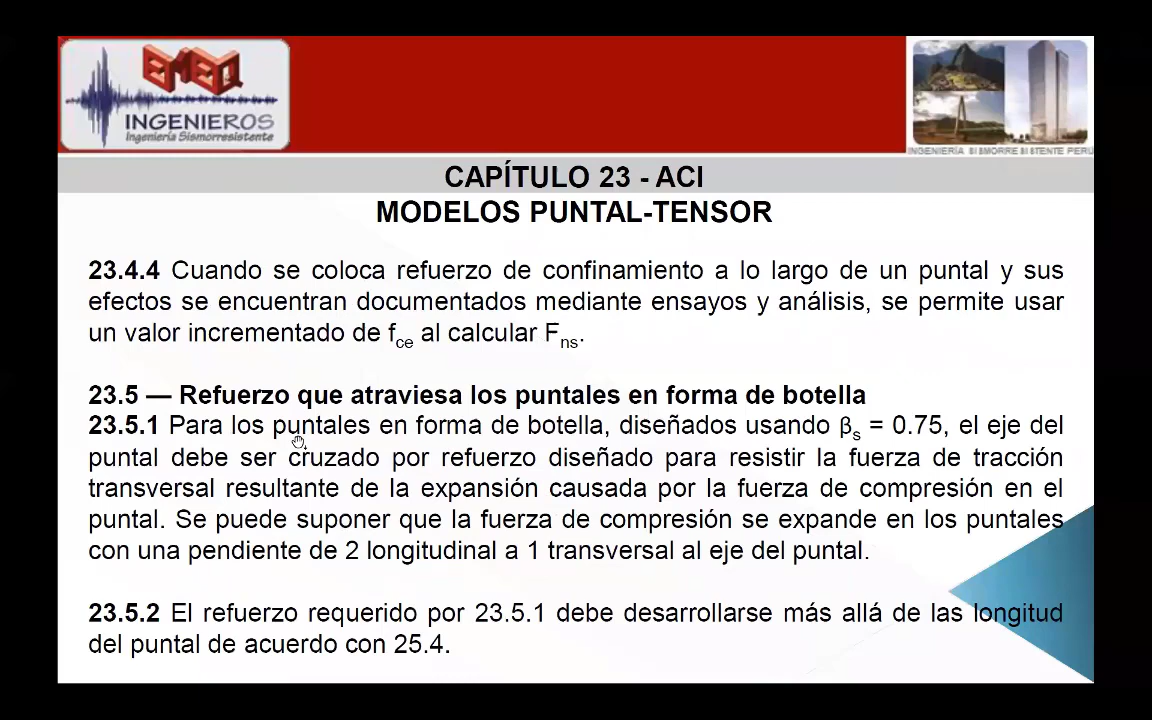 EMEQ
INGENIEROS
Ingeniería Sismorresistente
INGENIERÍA SISMORRESISTENTE PERU
CAPÍTULO 23 - ACI
MODELOS PUNTAL-TENSOR
23.4.4 Cuando se coloca refuerzo de confinamiento a lo largo de un puntal y sus
efectos se encuentran documentados mediante ensayos y análisis, se permite usar
un valor incrementado de fce al calcular Fns.
23.5 — Refuerzo que atraviesa los puntales en forma de botella
23.5.1 Para los puntales en forma de botella, diseñados usando βs = 0.75, el eje del
puntal debe ser cruzado por refuerzo diseñado para resistir la fuerza de tracción
transversal resultante de la expansión causada por la fuerza de compresión en el
puntal. Se puede suponer que la fuerza de compresión se expande en los puntales
con una pendiente de 2 longitudinal a 1 transversal al eje del puntal.
23.5.2 El refuerzo requerido por 23.5.1 debe desarrollarse más allá de las longitud
del puntal de acuerdo con 25.4.